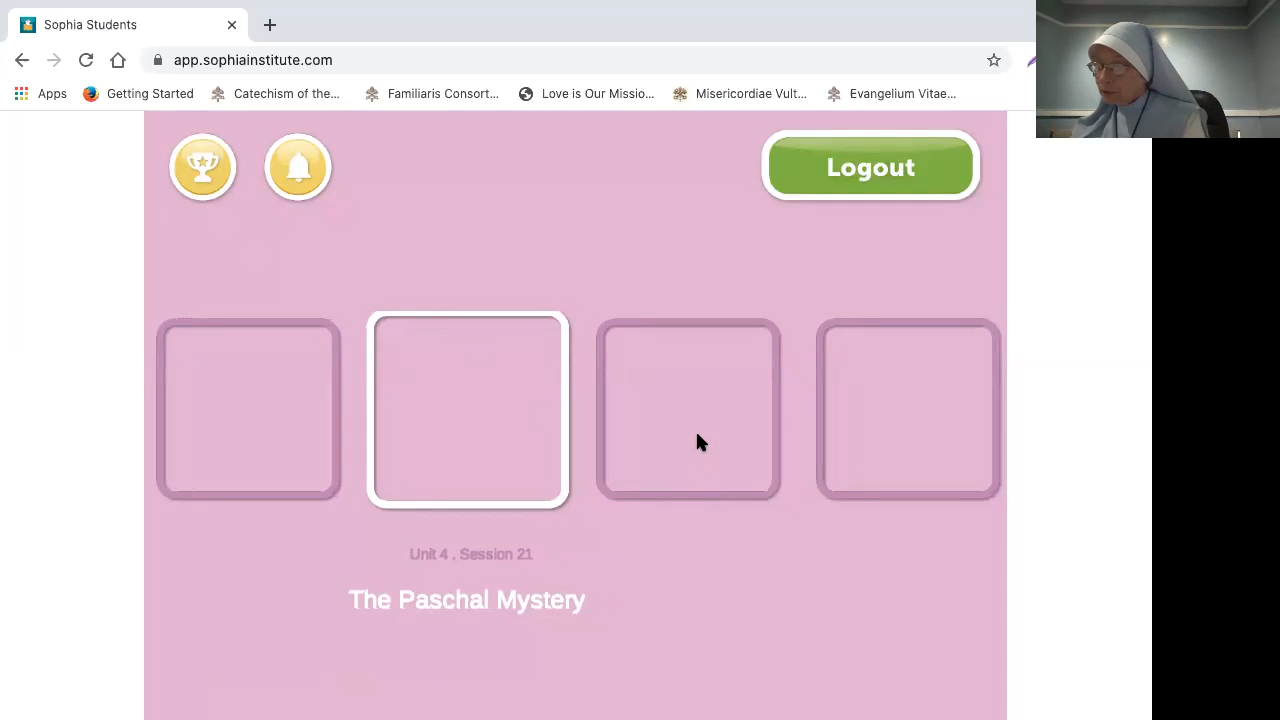 Sophia Students
app.sophiainstitute.com
Apps Getting Started Catechism of the... Familiaris Consort... Love is Our Missio... Misericordiae Vult... Evangelium Vitae...
Logout
Unit 4 . Session 21
The Paschal Mystery